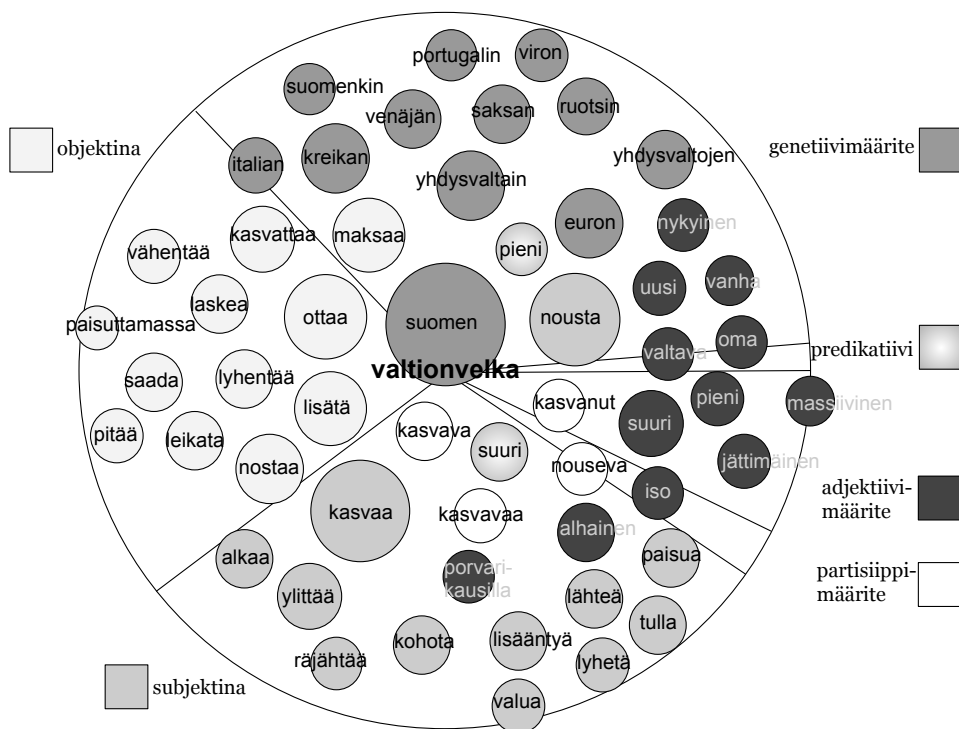 portugalin
viron
suomenkin
venäjän
saksan
ruotsin
objektina
genetiivimäärite
italian
kreikan
yhdysvaltain
yhdysvaltojen
kasvattaa
maksaa
pieni
euron
nykyinen
vähentää
laskea
uusi
vanha
paisuttamassa
ottaa
suomen
nousta
valtava
oma
predikatiivi
valtionvelka
saada
lyhentää
lisätä
kasvanut
pieni
massiivinen
pitää
leikata
kasvava
suuri
suuri
nostaa
nouseva
jättimäinen
kasvaa
kasvavaa
iso
adjektiivi-
määrite
alhainen
alkaa
porvari-
kausilla
paisua
partisiippi-
määrite
ylittää
lähteä
tulla
räjähtää
kohota
lisääntyä
lyhetä
subjektina
valua